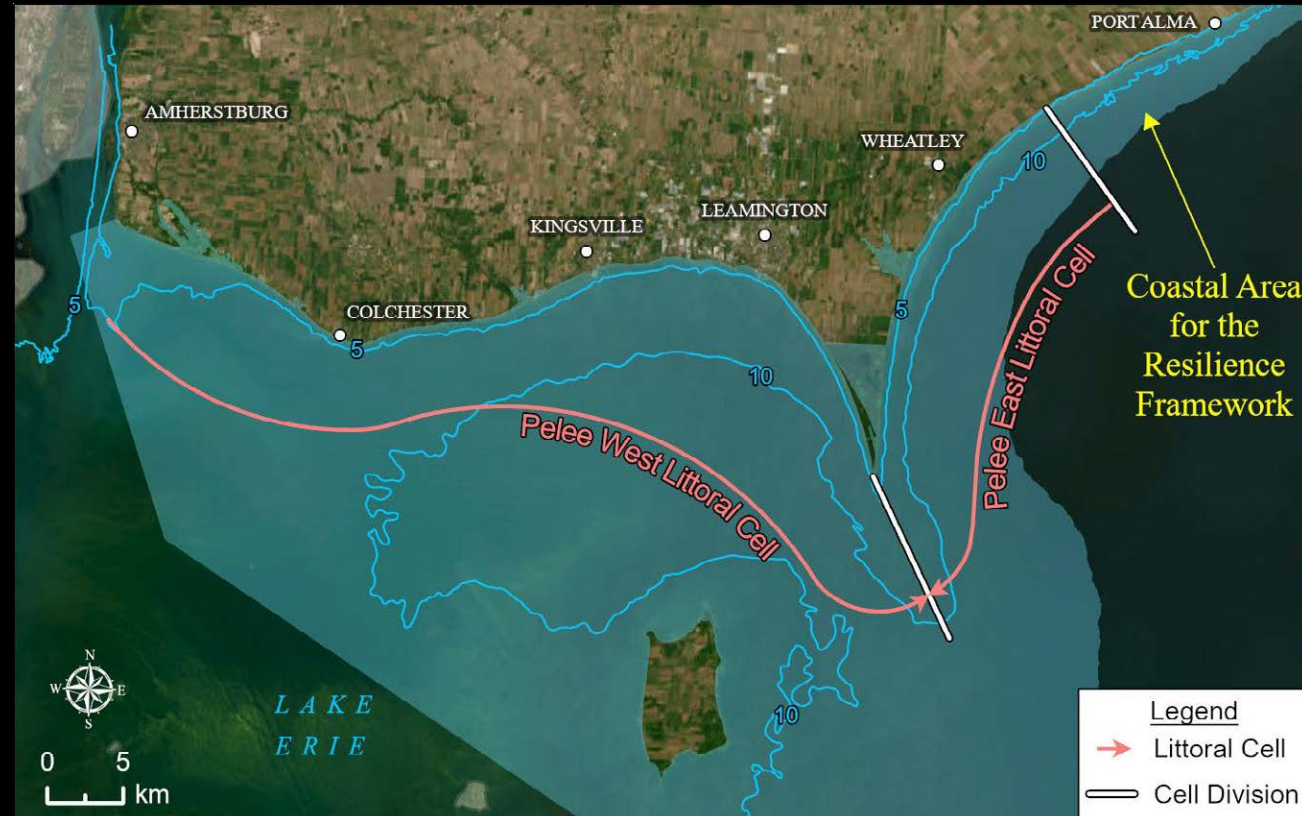 PORT ALMA
AMHERSTBURG
WHEATLEY
10
LEAMINGTON
KINGSVILLE
Coastal Area
for the
Resilience
Framework
5
5
COLCHESTER
5
10
Pelee East Littoral Cell
Pelee West Littoral Cell
N
W E
S
LAKE
ERIE
10
0 5
km
Legend
Littoral Cell
Cell Division